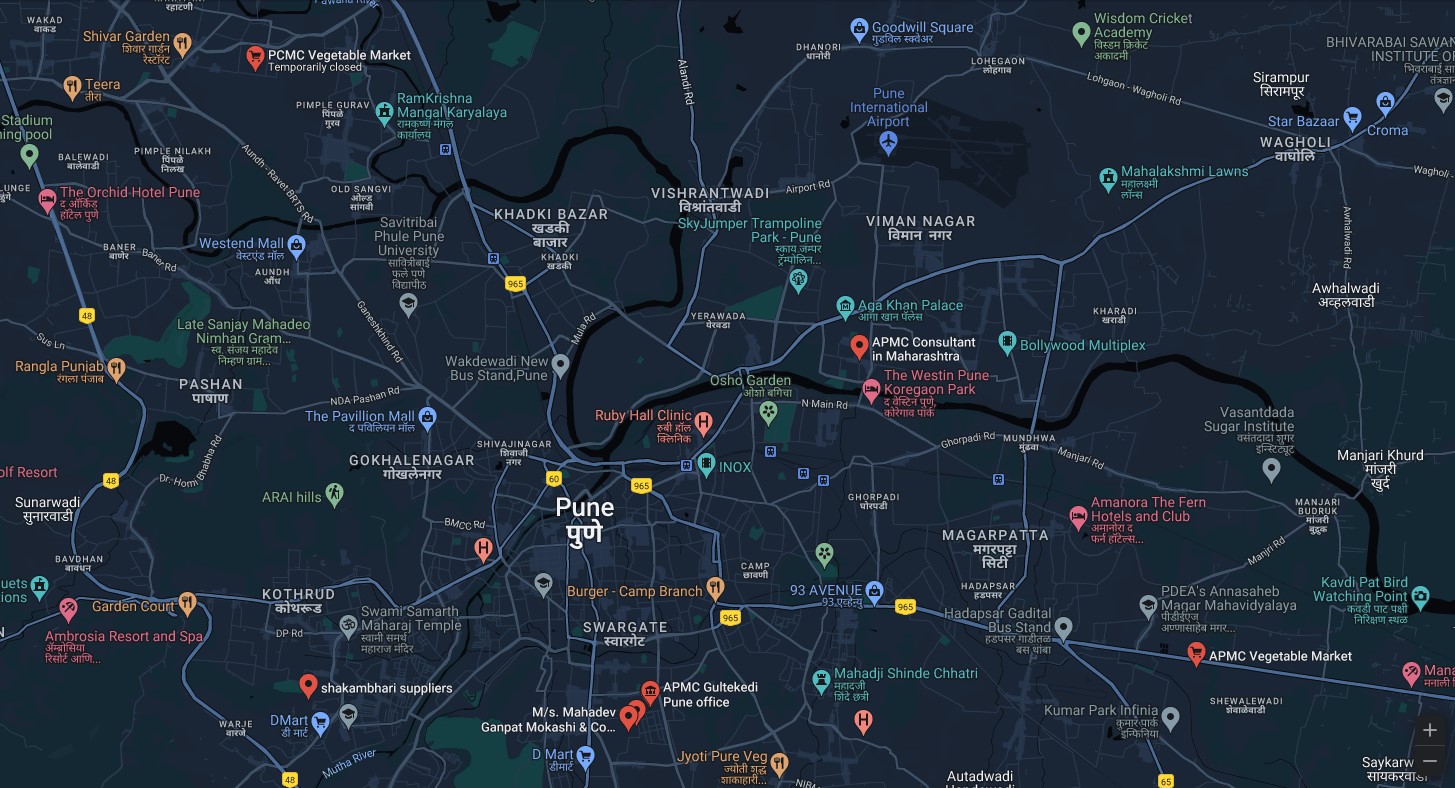 Pawana River
WAKAD
वाकड
रहाटणी
Shivar Garden
शिवार गार्डन
रेस्टॉरंट
PCMC Vegetable Market
Temporarily closed
Teera
तीरा
PIMPLE GURAV
पिंपळे
गुरव
RamKrishna
Mangal Karyalaya
रामकृष्ण मंगल
कार्यालय
Alandi Rd
DHANORI
धानोरी
Goodwill Square
गुडविल स्क्वेअर
LOHEGAON
लोहगाव
Wisdom Cricket
Academy
विस्डम क्रिकेट
अकादमी
Lohgaon - Wagholi Rd
BHIVARABAI SAWAN
INSTITUTE OF
भिवराबाई सा
तंत्रज्ञान
Sirampur
सिरामपूर
Star Bazaar
Croma
WAGHOLI
वाघोलि
Wagholi-
Pune
International
Airport
Stadium
ning pool
BALEWADI
बालेवाडी
PIMPLE NILAKH
पिंपळे
निलख
Aundh - Ravet BRTS Rd
OLD SANGVI
ओल्ड
सांगवी
LUNGE
ळुंगे
The Orchid Hotel Pune
द ऑर्किड
हॉटेल पुणे
BANER
बाणेर
Baner Rd
Westend Mall
वेस्टएंड मॉल
AUNDH
औंध
Savitribai
Phule Pune
University
सावित्रीबाई
फुले पुणे
विद्यापीठ
KHADKI BAZAR
खडकी
बाजार
KHADKI
खडकी
965
VISHRANTWADI
विश्रांतवाडी
Airport Rd
SkyJumper Trampoline
Park - Pune
स्काय जम्पर
ट्रॅम्पोलिन...
VIMAN NAGAR
विमान नगर
Mahalakshmi Lawns
महालक्ष्मी
लॉन्स
Awhalwadi Rd
Awhalwadi
अव्हलवाडी
48
Sus Ln
Late Sanjay Mahadeo
Nimhan Gram...
स्व. संजय महादेव
निम्हण ग्राम...
Ganeshkhind Rd
Mula Rd
YERAWADA
येरवडा
Aga Khan Palace
आगा खान पॅलेस
KHARADI
खराडी
APMC Consultant
in Maharashtra
Bollywood Multiplex
Rangla Punjab
रंगला पंजाब
PASHAN
पाषाण
NDA Pashan Rd
Wakdewadi New
Bus Stand,Pune
Osho Garden
ओशो बगिचा
The Westin Pune
Koregaon Park
द वेस्टिन पुणे,
कोरेगाव पार्क
N Main Rd
The Pavillion Mall
द पविलियन मॉल
Ruby Hall Clinic
रुबी हॉल
क्लिनिक
Vasantdada
Sugar Institute
वसंतदादा शुगर
इन्स्टिट्यूट
Ghorpadi Rd
MUNDHWA
मुंढवा
Manjari Rd
Manjari Khurd
मांजरी
खुर्द
SHIVAJINAGAR
शिवाजी
नगर
GOKHALENAGAR
गोखलेनगर
Dr. Homi Bhabha Rd
olf Resort
48
INOX
60
965
Sunarwadi
सुनारवाडी
ARAI hills
Pune
पुणे
GHORPADI
घोरपडी
BMCC Rd
Amanora The Fern
Hotels and Club
अमानोरा द
फर्न हॉटेल्स...
MANJARI
BUDRUK
मांजरी
बुद्रुक
MAGARPATTA
मगरपट्टा
सिटी
Manjri Rd
BAVDHAN
बावधन
CAMP
छावणी
HADAPSAR
हडपसर
Burger - Camp Branch
93 AVENUE
93 एव्हेन्यू
965
965
Hadapsar Gadital
Bus Stand
हडपसर गाडीतळ
बस थांबा
PDEA's Annasaheb
Magar Mahavidyalaya
पीडीईएज्
अण्णासाहेब मगर...
Kavdi Pat Bird
Watching Point
कवडी पाट पक्षी
निरिक्षण स्थळ
quets
ions
Garden Court
KOTHRUD
कोथरूड
DP Rd
Swami Samarth
Maharaj Temple
स्वामी समर्थ
महाराज मंदिर
SWARGATE
स्वारगेट
Ambrosia Resort and Spa
ॲम्ब्रोसिया
रिसोर्ट आणि...
APMC Vegetable Market
shakambhari suppliers
APMC Gultekedi
Pune office
M/s. Mahadev
Ganpat Mokashi & Co...
Mahadji Shinde Chhatri
महादजी
शिंदे छत्री
Mana
मनाली
SHEWALEWADI
शेवाळेवाडी
WARJE
वारजे
DMart
डी मार्ट
Kumar Park Infinia
कुमार पार्क
इन्फिनिया
Mutha River
48
D Mart
डीमार्ट
Jyoti Pure Veg
ज्योती शुद्ध
शाकाहारी...
NIBM
Autadwadi
Handewadi
65
Saykarwadi
सायकरवाडी